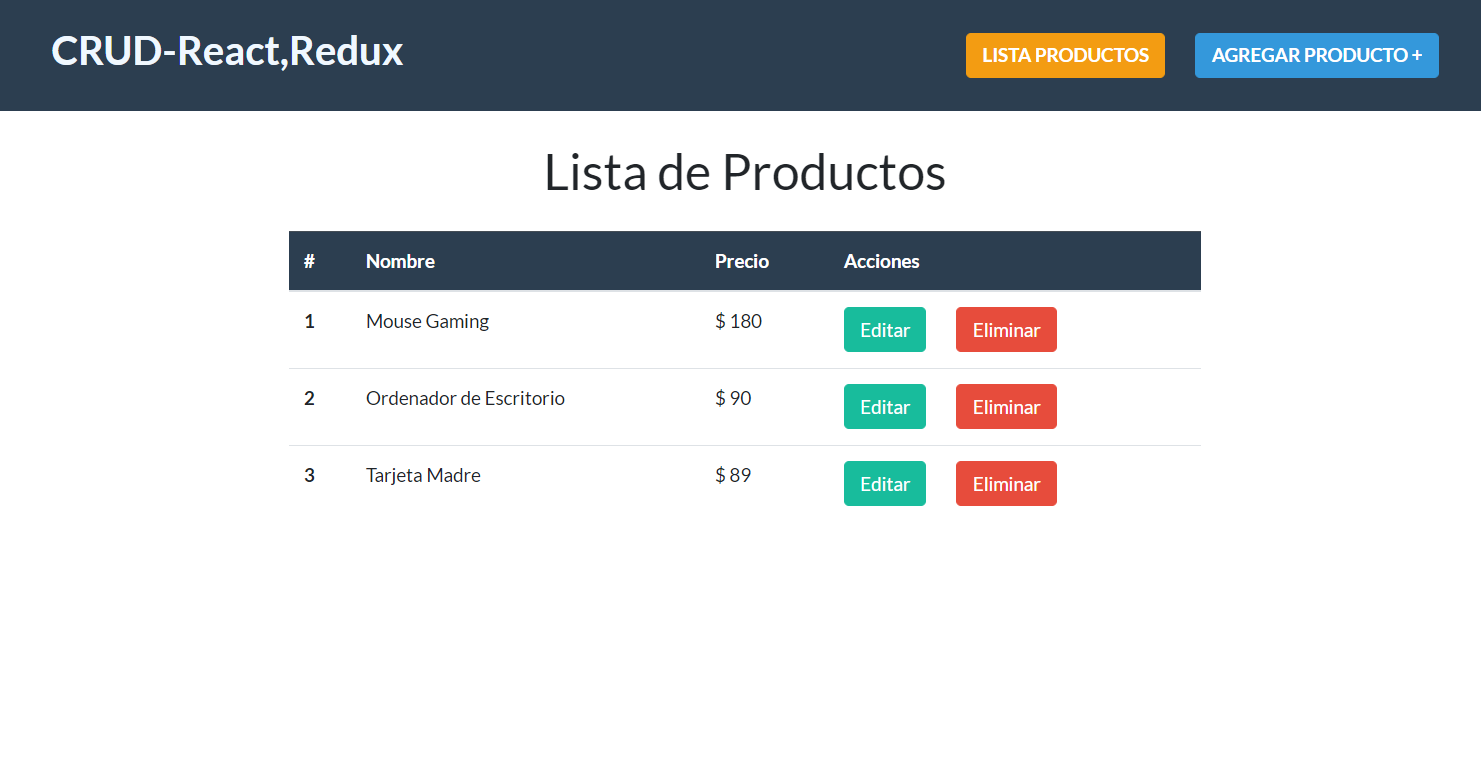 CRUD-React,Redux LISTA PRODUCTOS AGREGAR PRODUCTO +
Lista de Productos
# Nombre Precio Acciones
1 Mouse Gaming $ 180 Editar Eliminar
2 Ordenador de Escritorio $ 90 Editar Eliminar
3 Tarjeta Madre $ 89 Editar Eliminar